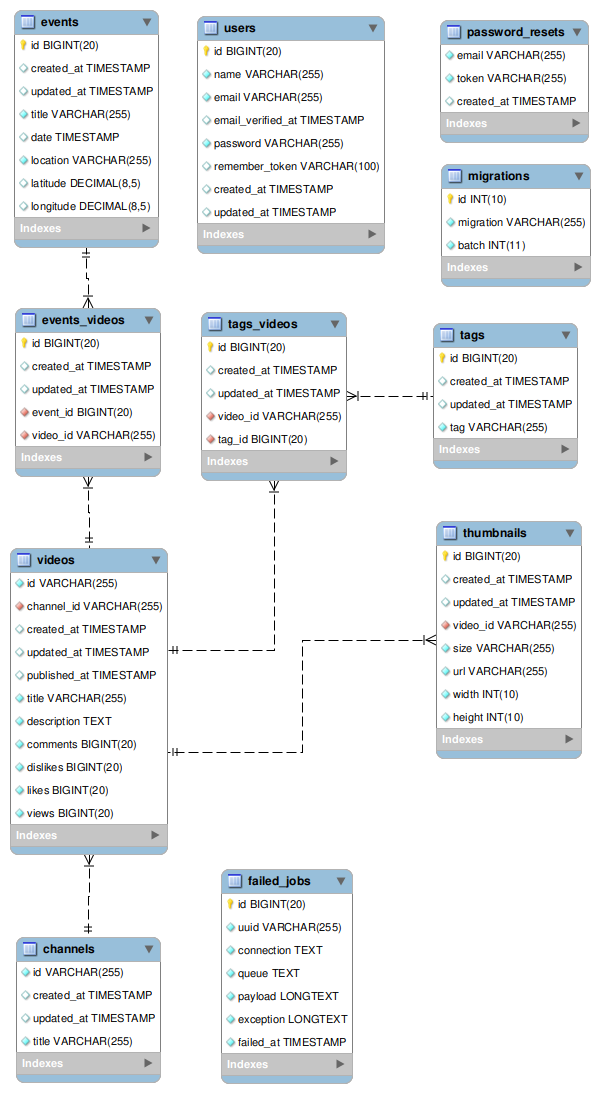 events
id BIGINT(20)
created_at TIMESTAMP
updated_at TIMESTAMP
title VARCHAR(255)
date TIMESTAMP
location VARCHAR(255)
latitude DECIMAL(8,5)
longitude DECIMAL(8,5)
Indexes
users
id BIGINT(20)
name VARCHAR(255)
email VARCHAR(255)
email_verified_at TIMESTAMP
password VARCHAR(255)
remember_token VARCHAR(100)
created_at TIMESTAMP
updated_at TIMESTAMP
Indexes
password_resets
email VARCHAR(255)
token VARCHAR(255)
created_at TIMESTAMP
Indexes
migrations
id INT(10)
migration VARCHAR(255)
batch INT(11)
events_videos
id BIGINT(20)
created_at TIMESTAMP
updated_at TIMESTAMP
event_id BIGINT(20)
video_id VARCHAR(255)
Indexes
tags_videos
id BIGINT(20)
created_at TIMESTAMP
updated_at TIMESTAMP
video_id VARCHAR(255)
tag_id BIGINT(20)
Indexes
tags
id BIGINT(20)
created_at TIMESTAMP
updated_at TIMESTAMP
tag VARCHAR(255)
Indexes
videos
id VARCHAR(255)
channel_id VARCHAR(255)
created_at TIMESTAMP
updated_at TIMESTAMP
published_at TIMESTAMP
title VARCHAR(255)
description TEXT
comments BIGINT(20)
dislikes BIGINT(20)
likes BIGINT(20)
views BIGINT(20)
Indexes
thumbnails
id BIGINT(20)
created_at TIMESTAMP
updated_at TIMESTAMP
video_id VARCHAR(255)
size VARCHAR(255)
url VARCHAR(255)
width INT(10)
height INT(10)
Indexes
channels
id VARCHAR(255)
created_at TIMESTAMP
updated_at TIMESTAMP
title VARCHAR(255)
Indexes
failed_jobs
id BIGINT(20)
uuid VARCHAR(255)
connection TEXT
queue TEXT
payload LONGTEXT
exception LONGTEXT
failed_at TIMESTAMP
Indexes